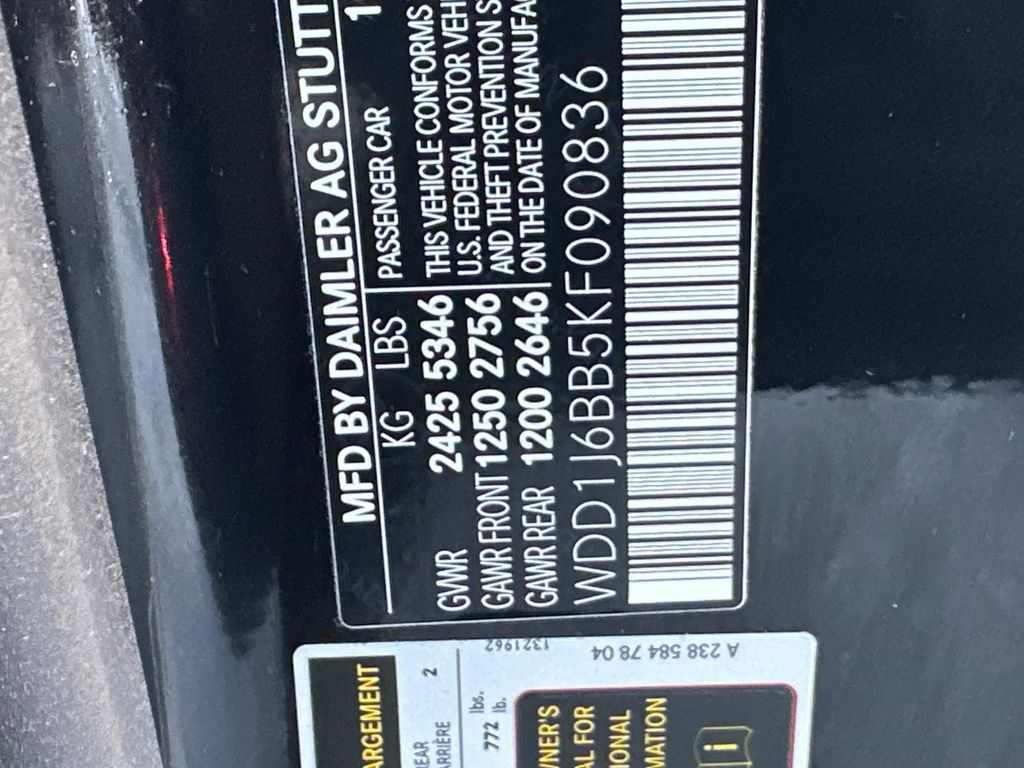 MFD BY DAIMLER AG STUTT
KG LBS
GVWR 2425 5346
GAWR FRONT 1250 2756
GAWR REAR 1200 2646
PASSENGER CAR
THIS VEHICLE CONFORMS
U.S. FEDERAL MOTOR VEHI
AND THEFT PREVENTION S
ON THE DATE OF MANUFA
WDD1J6BB5KF090836
ARGEMENT
EAR
ARRIÈRE 2
772 lbs.
lb.
WNER'S
AL FOR
IONAL
MATION
i
1321962
A 238 584 78 04